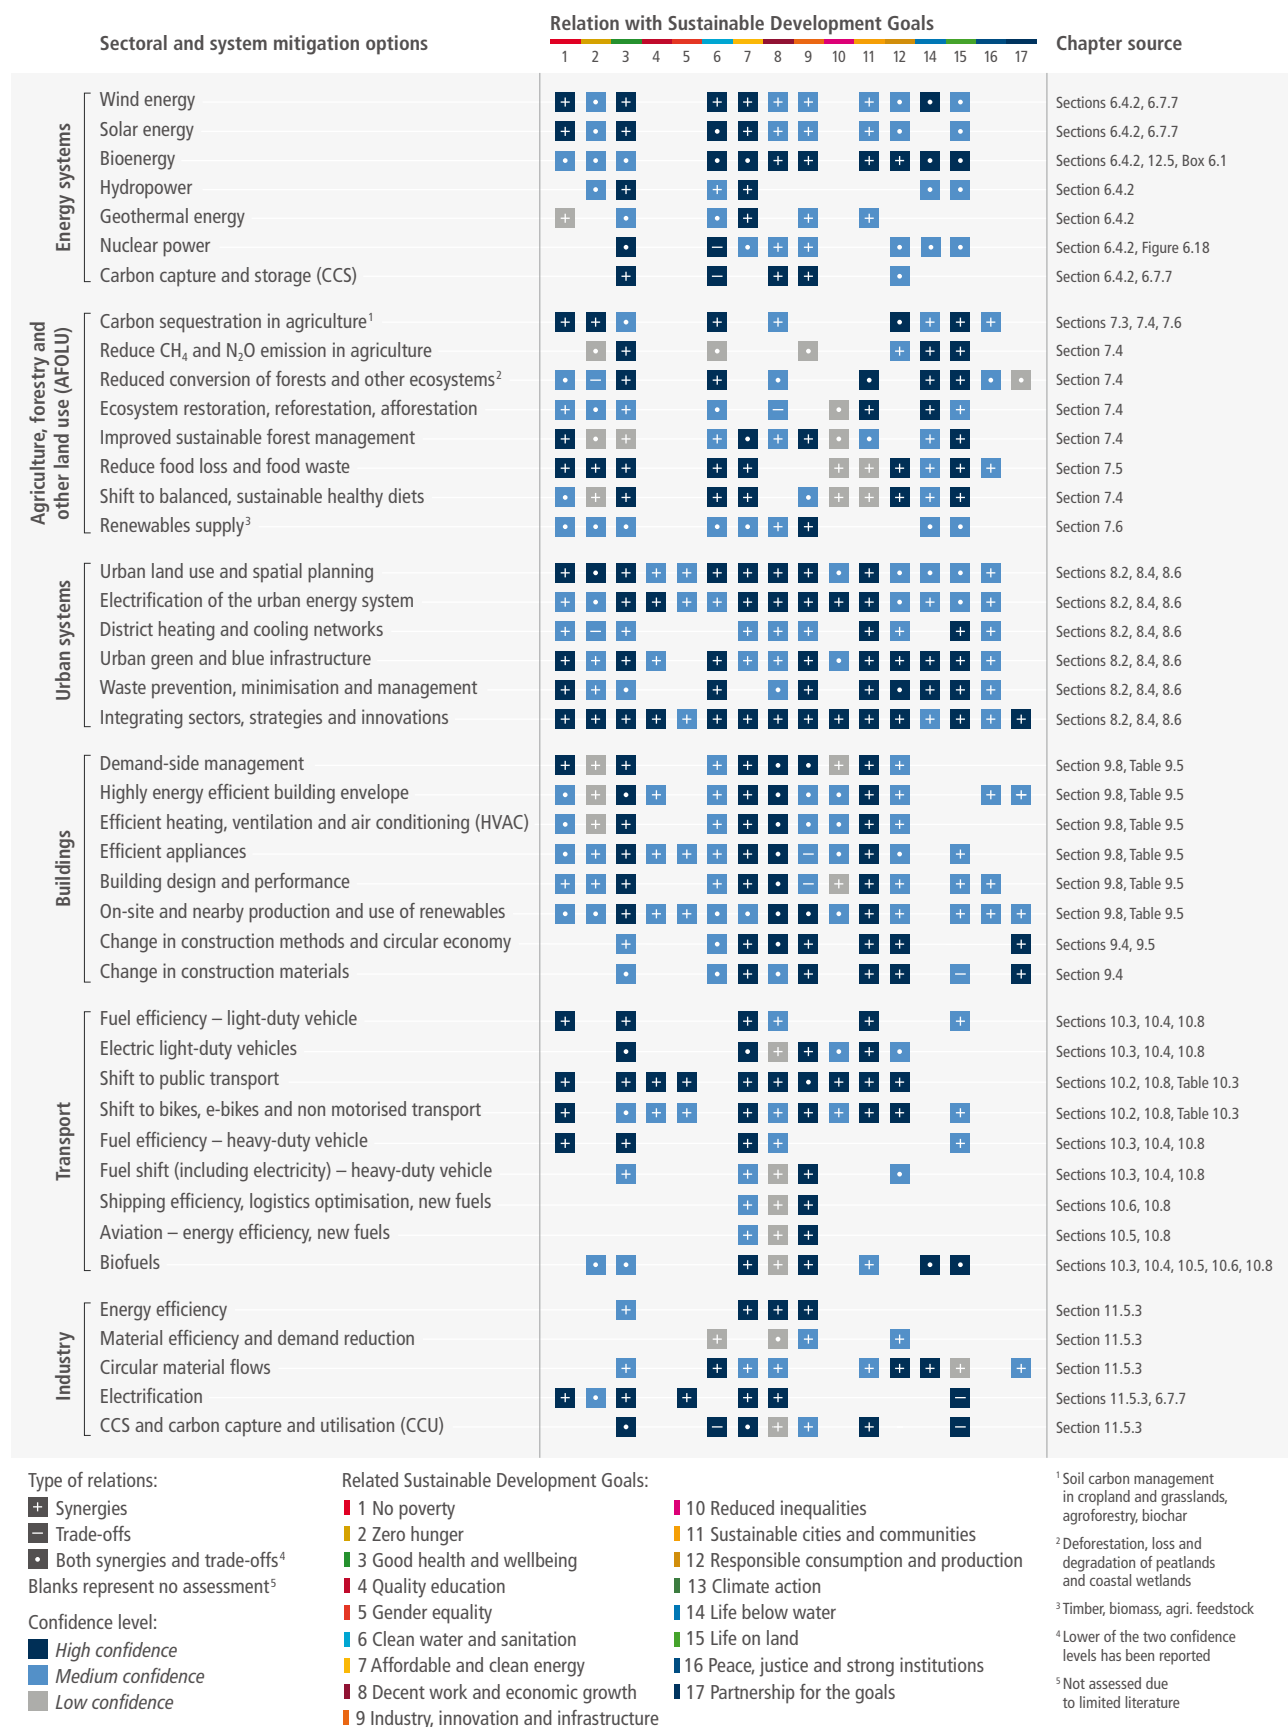 Relation with Sustainable Development Goals
Sectoral and system mitigation options
Chapter source
1 2 3 4 5 6 7 8 9 10 11 12 14 15 16 17
Energy systems
Wind energy + • + + + + + + • • • Sections 6.4.2, 6.7.7
Solar energy + • + • + + + + • • Sections 6.4.2, 6.7.7
Bioenergy • • • • • + + + + • • Sections 6.4.2, 12.5, Box 6.1
Hydropower • + + + • • Section 6.4.2
Geothermal energy + • • + + + Section 6.4.2
Nuclear power • − • + + • • • Section 6.4.2, Figure 6.18
Carbon capture and storage (CCS) + − + + • Section 6.4.2, 6.7.7
Agriculture, forestry and
other land use (AFOLU)
Carbon sequestration in agriculture¹ + + • + + • + + + Sections 7.3, 7.4, 7.6
Reduce CH₄ and N₂O emission in agriculture • + • • + + + Section 7.4
Reduced conversion of forests and other ecosystems² • − + + • • + + • • Section 7.4
Ecosystem restoration, reforestation, afforestation + • + • − • + + + Section 7.4
Improved sustainable forest management + • + + • + + • • + + Section 7.4
Reduce food loss and food waste + + + + + + + + + + + Section 7.5
Shift to balanced, sustainable healthy diets • + + + + • + + + + + Section 7.4
Renewables supply³ • • • • • + + • • Section 7.6
Urban systems
Urban land use and spatial planning + • + + + + + + + • + • • • + Sections 8.2, 8.4, 8.6
Electrification of the urban energy system + • + + + + + + + + + • + • + Sections 8.2, 8.4, 8.6
District heating and cooling networks + − + + + + + + + + Sections 8.2, 8.4, 8.6
Urban green and blue infrastructure + + + + + + + + • + + + + + Sections 8.2, 8.4, 8.6
Waste prevention, minimisation and management + + • + • + + • + + + Sections 8.2, 8.4, 8.6
Integrating sectors, strategies and innovations + + + + + + + + + + + + + + + + Sections 8.2, 8.4, 8.6
Buildings
Demand-side management + + + + + • • + + + Section 9.8, Table 9.5
Highly energy efficient building envelope • + • + + + • • • + + + + Section 9.8, Table 9.5
Efficient heating, ventilation and air conditioning (HVAC) • + + + + • • • + + Section 9.8, Table 9.5
Efficient appliances • + + + + + + • − • + • + Section 9.8, Table 9.5
Building design and performance + + + + + • − + + + + + Section 9.8, Table 9.5
On-site and nearby production and use of renewables • • + + + • • • • • + + + + + Section 9.8, Table 9.5
Change in construction methods and circular economy + • + • + + + + Sections 9.4, 9.5
Change in construction materials • • + • + + + − + Section 9.4
Transport
Fuel efficiency – light-duty vehicle + + + + + + Sections 10.3, 10.4, 10.8
Electric light-duty vehicles • • + + • + • Sections 10.3, 10.4, 10.8
Shift to public transport + + + + + + • + + + Sections 10.2, 10.8, Table 10.3
Shift to bikes, e-bikes and non motorised transport + • + + + + + + + + + Sections 10.2, 10.8, Table 10.3
Fuel efficiency – heavy-duty vehicle + + + + + Sections 10.3, 10.4, 10.8
Fuel shift (including electricity) – heavy-duty vehicle + + + + • Sections 10.3, 10.4, 10.8
Shipping efficiency, logistics optimisation, new fuels + + + Sections 10.6, 10.8
Aviation – energy efficiency, new fuels + + + Sections 10.5, 10.8
Biofuels • • + + + + • • Sections 10.3, 10.4, 10.5, 10.6, 10.8
Industry
Energy efficiency + + + + Section 11.5.3
Material efficiency and demand reduction + • + + Section 11.5.3
Circular material flows + + + + + + + + + Section 11.5.3
Electrification + • + + + + − Sections 11.5.3, 6.7.7
CCS and carbon capture and utilisation (CCU) • − • + + + − Section 11.5.3
Type of relations:
+ Synergies
− Trade-offs
• Both synergies and trade-offs⁴
Blanks represent no assessment⁵
Confidence level:
High confidence
Medium confidence
Low confidence
Related Sustainable Development Goals:
1 No poverty
2 Zero hunger
3 Good health and wellbeing
4 Quality education
5 Gender equality
6 Clean water and sanitation
7 Affordable and clean energy
8 Decent work and economic growth
9 Industry, innovation and infrastructure
10 Reduced inequalities
11 Sustainable cities and communities
12 Responsible consumption and production
13 Climate action
14 Life below water
15 Life on land
16 Peace, justice and strong institutions
17 Partnership for the goals
¹ Soil carbon management
in cropland and grasslands,
agroforestry, biochar
² Deforestation, loss and
degradation of peatlands
and coastal wetlands
³ Timber, biomass, agri. feedstock
⁴ Lower of the two confidence
levels has been reported
⁵ Not assessed due
to limited literature